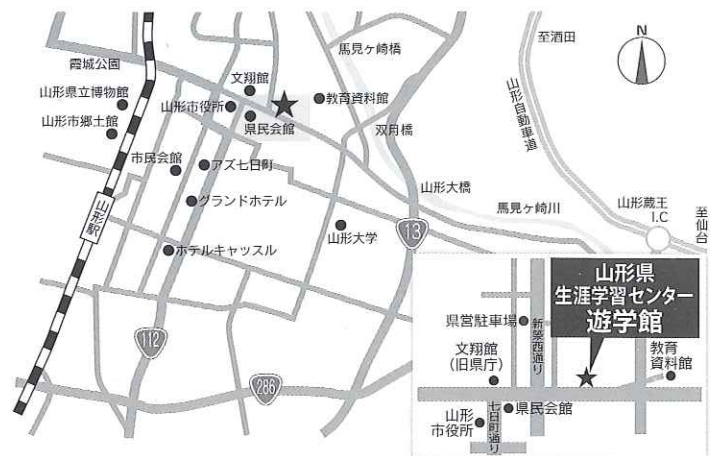 馬見ヶ崎橋
至酒田
N
霞城公園
文翔館
山形県立博物館
山形市役所
教育資料館
山形自動車道
山形市郷土館
県民会館
双月橋
市民会館
アズ七日町
山形大橋
馬見ヶ崎川
山形蔵王
I.C
至仙台
グランドホテル
山形駅
山形大学
13
ホテルキャッスル
山形県
生涯学習センター
遊学館
県営駐車場
新築西通り
112
文翔館
(旧県庁)
教育
資料館
286
県民会館
山形
市役所
七日町通り